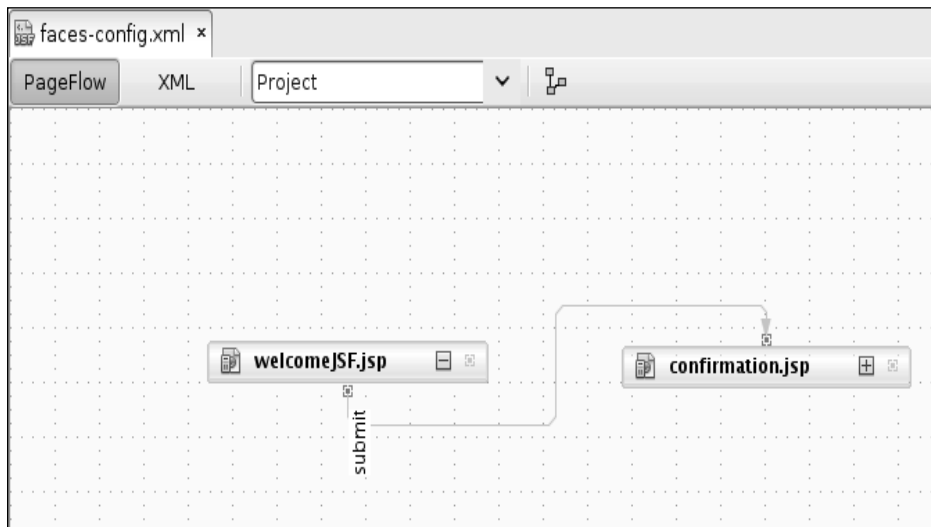 faces-config.xml ×
PageFlow XML Project
welcomeJSF.jsp
confirmation.jsp
submit